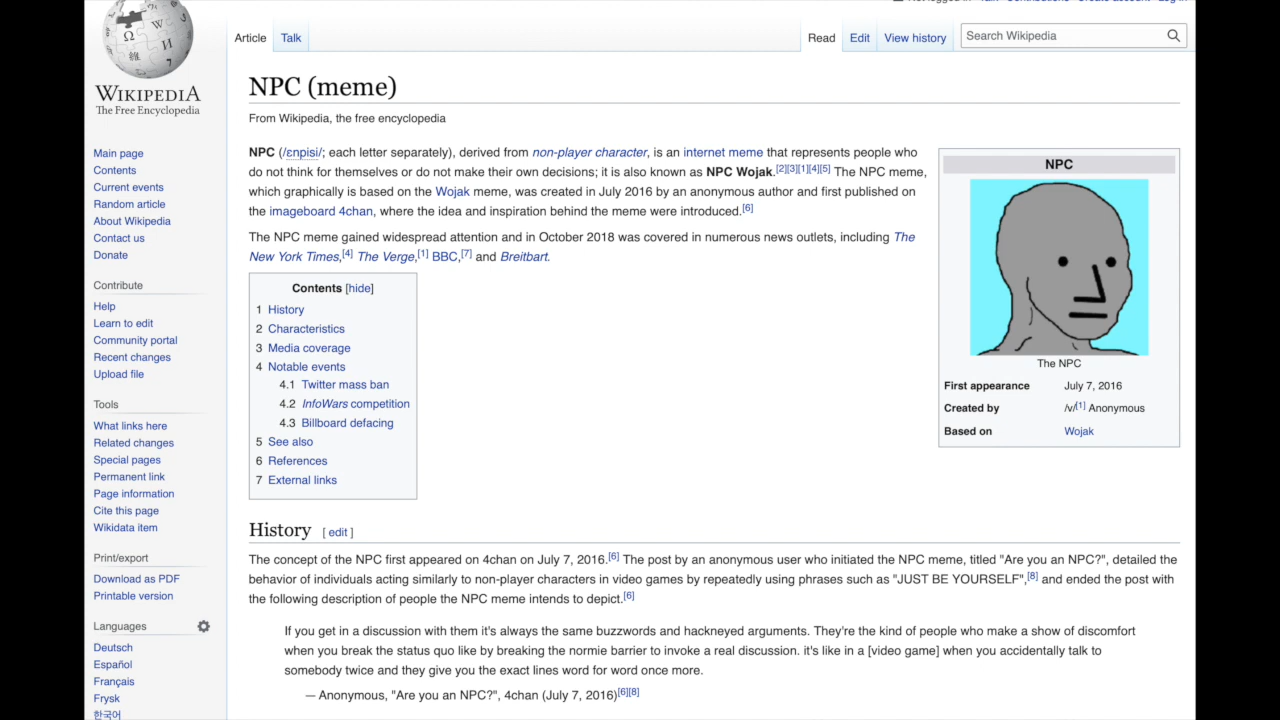 Article
Talk
Read
Edit
View history
Search Wikipedia
WIKIPEDIA
The Free Encyclopedia
Main page
Contents
Current events
Random article
About Wikipedia
Contact us
Donate
Contribute
Help
Learn to edit
Community portal
Recent changes
Upload file
Tools
What links here
Related changes
Special pages
Permanent link
Page information
Cite this page
Wikidata item
Print/export
Download as PDF
Printable version
Languages
Deutsch
Español
Français
Frysk
한국어
NPC (meme)
From Wikipedia, the free encyclopedia
NPC (/ɛnpisi/; each letter separately), derived from non-player character, is an internet meme that represents people who
do not think for themselves or do not make their own decisions; it is also known as NPC Wojak.[2][3][1][4][5] The NPC meme,
which graphically is based on the Wojak meme, was created in July 2016 by an anonymous author and first published on
the imageboard 4chan, where the idea and inspiration behind the meme were introduced.[6]
The NPC meme gained widespread attention and in October 2018 was covered in numerous news outlets, including The
New York Times,[4] The Verge,[1] BBC,[7] and Breitbart.
Contents [hide]
1 History
2 Characteristics
3 Media coverage
4 Notable events
4.1 Twitter mass ban
4.2 InfoWars competition
4.3 Billboard defacing
5 See also
6 References
7 External links
NPC
The NPC
First appearance July 7, 2016
Created by /v/[1] Anonymous
Based on Wojak
History [ edit ]
The concept of the NPC first appeared on 4chan on July 7, 2016.[6] The post by an anonymous user who initiated the NPC meme, titled "Are you an NPC?", detailed the
behavior of individuals acting similarly to non-player characters in video games by repeatedly using phrases such as "JUST BE YOURSELF",[8] and ended the post with
the following description of people the NPC meme intends to depict.[6]
If you get in a discussion with them it's always the same buzzwords and hackneyed arguments. They're the kind of people who make a show of discomfort
when you break the status quo like by breaking the normie barrier to invoke a real discussion. it's like in a [video game] when you accidentally talk to
somebody twice and they give you the exact lines word for word once more.
— Anonymous, "Are you an NPC?", 4chan (July 7, 2016)[6][8]